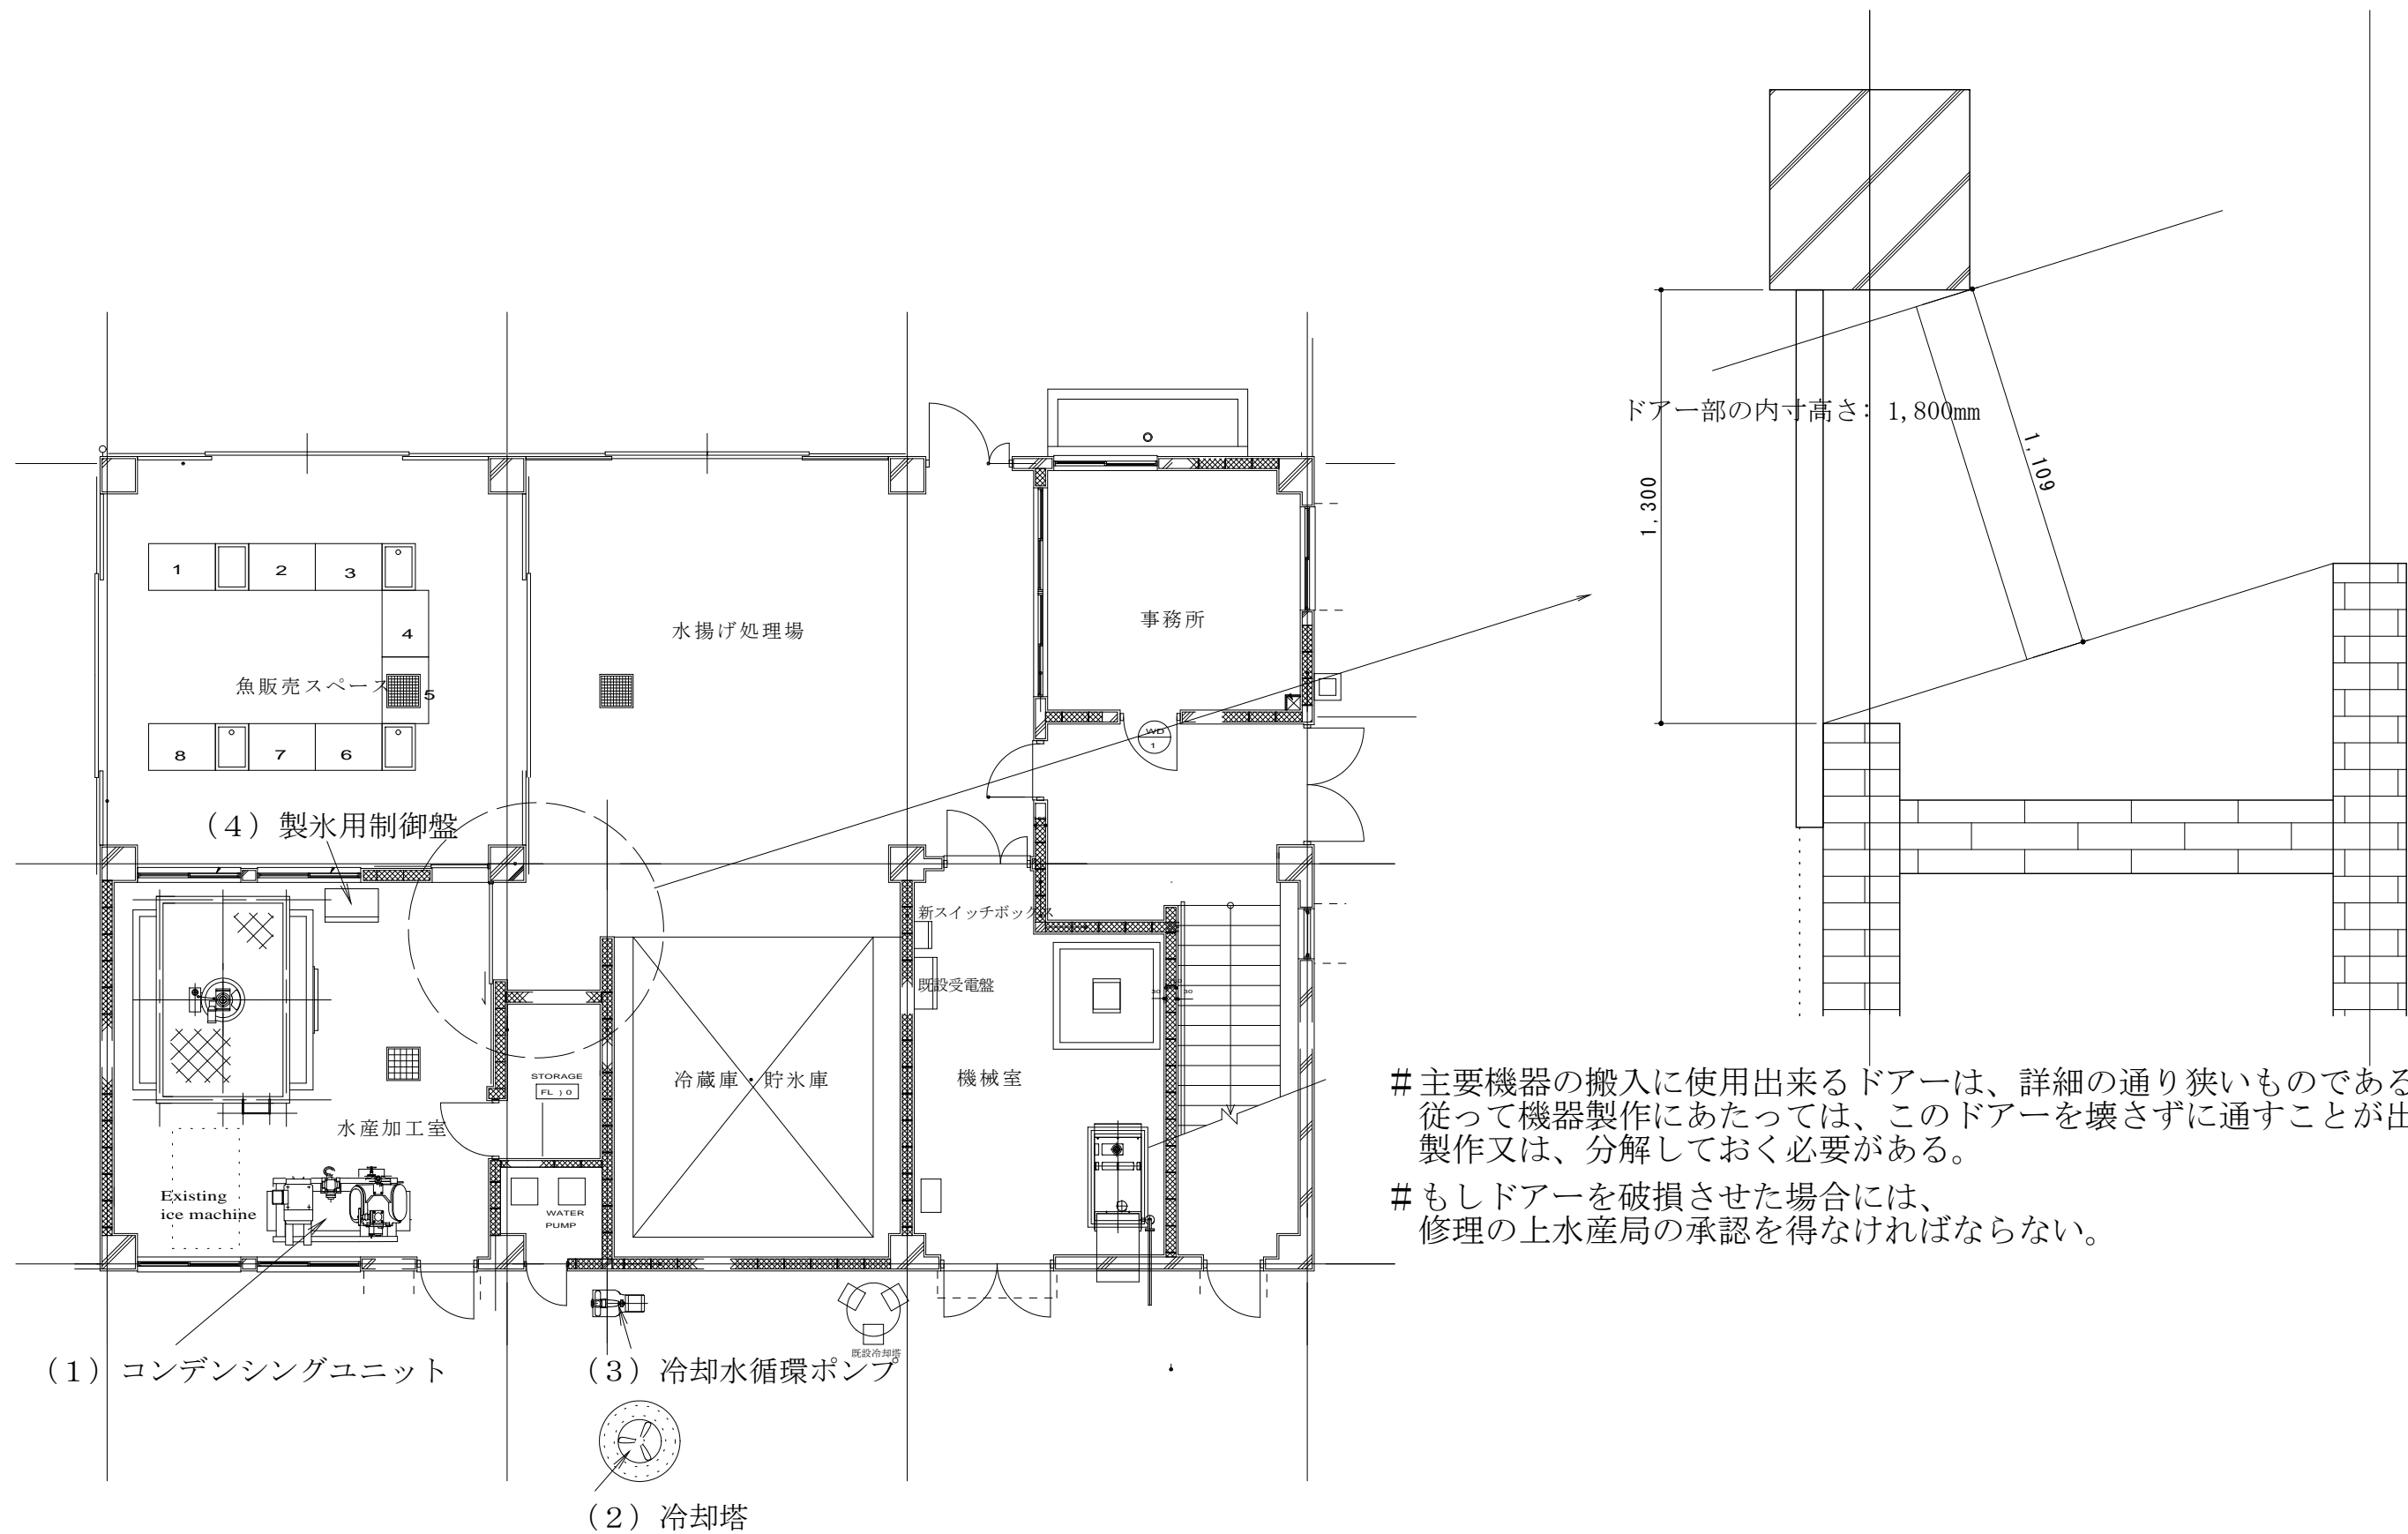 ドアー部の内寸高さ: 1,800mm
1,300
1,109
1
2
3
4
5
6
7
8
魚販売スペース
水揚げ処理場
事務所
WD
1
(4) 製氷用制御盤
新スイッチボックス
既設受電盤
30
30
STORAGE
FL ) 0
冷蔵庫・貯氷庫
機械室
水産加工室
Existing
ice machine
WATER
PUMP
既設冷却塔
(1) コンデンシングユニット
(3) 冷却水循環ポンプ
(2) 冷却塔
#主要機器の搬入に使用出来るドアーは、詳細の通り狭いものである
従って機器製作にあたっては、このドアーを壊さずに通すことが出
製作又は、分解しておく必要がある。
#もしドアーを破損させた場合には、
修理の上水産局の承認を得なければならない。